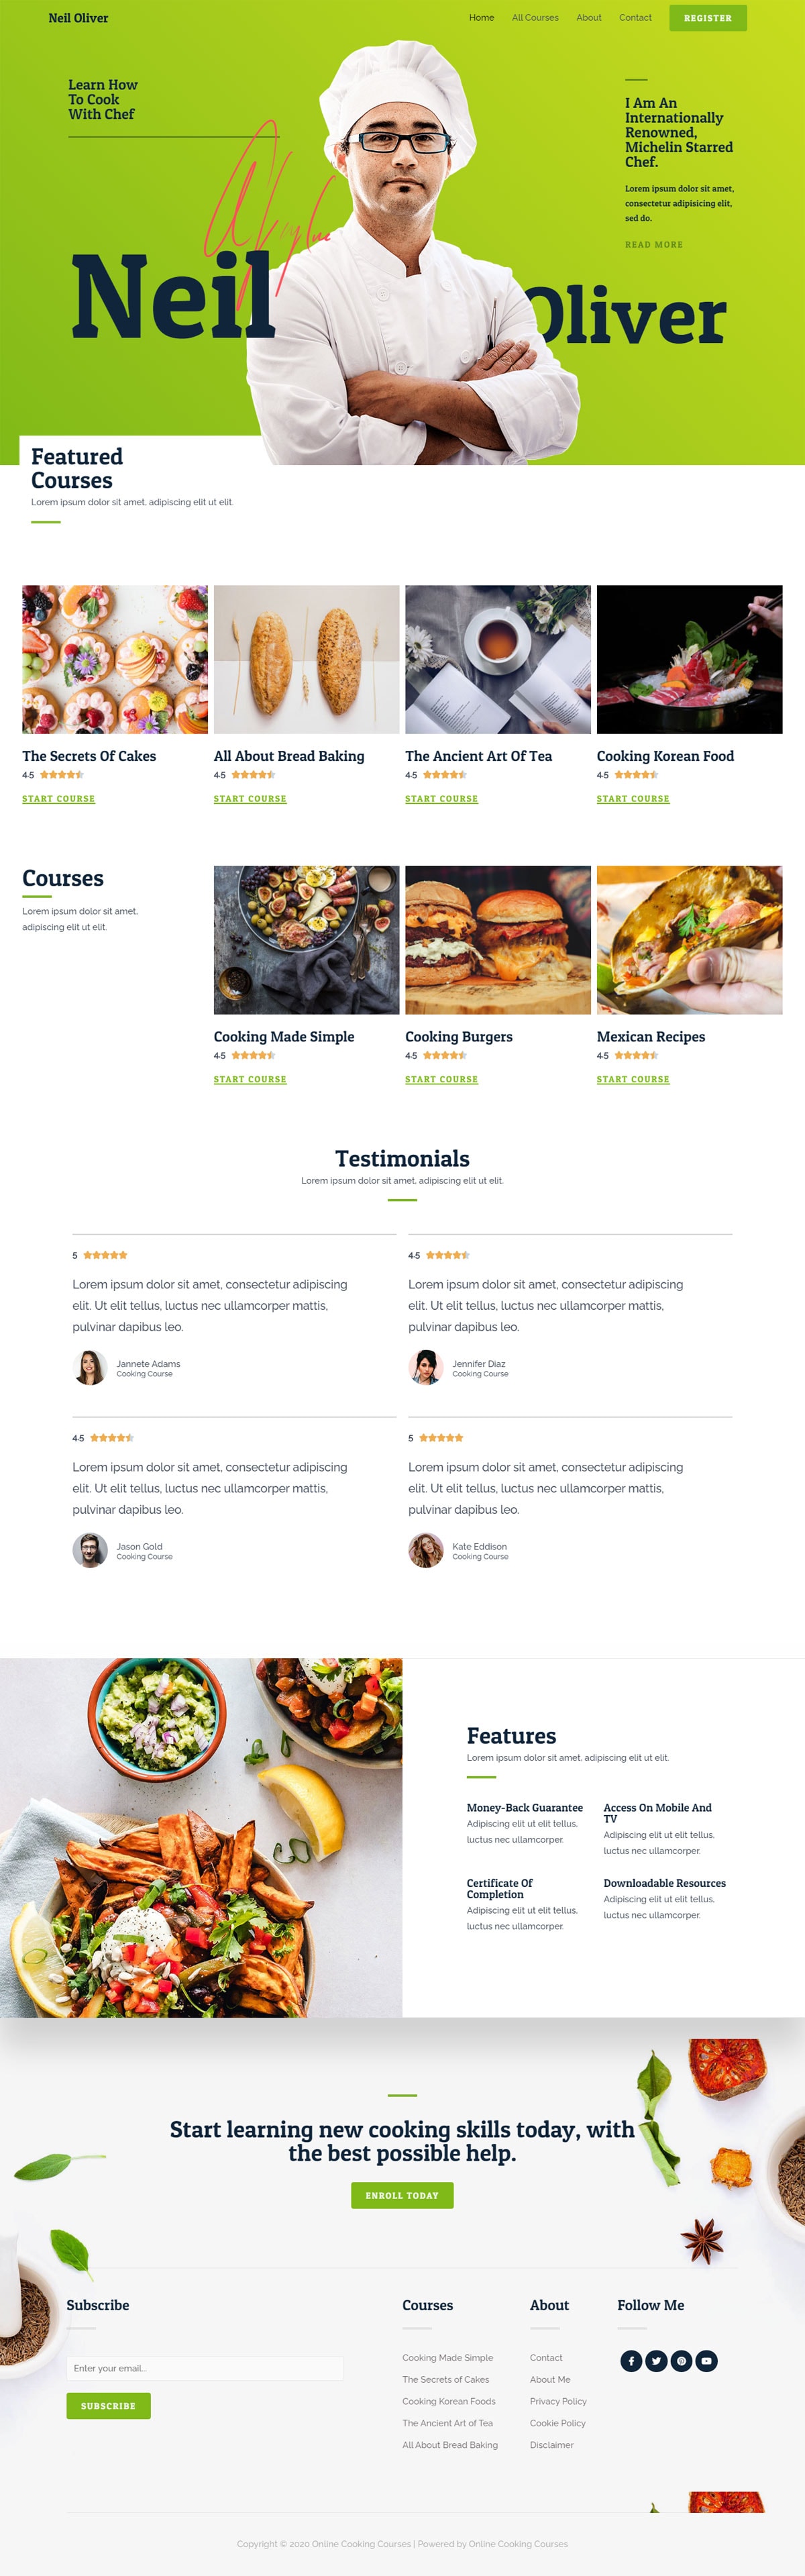 Neil Oliver
Home All Courses About Contact REGISTER
Learn How
To Cook
With Chef
I Am An
Internationally
Renowned,
Michelin Starred
Chef.
Lorem ipsum dolor sit amet,
consectetur adipisicing elit,
sed do.
READ MORE
Neil Oliver
Featured
Courses
Lorem ipsum dolor sit amet, adipiscing elit ut elit.
The Secrets Of Cakes
4.5
START COURSE
All About Bread Baking
4.5
START COURSE
The Ancient Art Of Tea
4.5
START COURSE
Cooking Korean Food
4.5
START COURSE
Courses
Lorem ipsum dolor sit amet,
adipiscing elit ut elit.
Cooking Made Simple
4.5
START COURSE
Cooking Burgers
4.5
START COURSE
Mexican Recipes
4.5
START COURSE
Testimonials
Lorem ipsum dolor sit amet, adipiscing elit ut elit.
5
Lorem ipsum dolor sit amet, consectetur adipiscing
elit. Ut elit tellus, luctus nec ullamcorper mattis,
pulvinar dapibus leo.
Jannete Adams
Cooking Course
4.5
Lorem ipsum dolor sit amet, consectetur adipiscing
elit. Ut elit tellus, luctus nec ullamcorper mattis,
pulvinar dapibus leo.
Jennifer Diaz
Cooking Course
4.5
Lorem ipsum dolor sit amet, consectetur adipiscing
elit. Ut elit tellus, luctus nec ullamcorper mattis,
pulvinar dapibus leo.
Jason Gold
Cooking Course
5
Lorem ipsum dolor sit amet, consectetur adipiscing
elit. Ut elit tellus, luctus nec ullamcorper mattis,
pulvinar dapibus leo.
Kate Eddison
Cooking Course
Features
Lorem ipsum dolor sit amet, adipiscing elit ut elit.
Money-Back Guarantee
Adipiscing elit ut elit tellus,
luctus nec ullamcorper.
Access On Mobile And
TV
Adipiscing elit ut elit tellus,
luctus nec ullamcorper.
Certificate Of
Completion
Adipiscing elit ut elit tellus,
luctus nec ullamcorper.
Downloadable Resources
Adipiscing elit ut elit tellus,
luctus nec ullamcorper.
Start learning new cooking skills today, with
the best possible help.
ENROLL TODAY
Subscribe
Enter your email...
SUBSCRIBE
Courses
Cooking Made Simple
The Secrets of Cakes
Cooking Korean Foods
The Ancient Art of Tea
All About Bread Baking
About
Contact
About Me
Privacy Policy
Cookie Policy
Disclaimer
Follow Me
Copyright © 2020 Online Cooking Courses | Powered by Online Cooking Courses